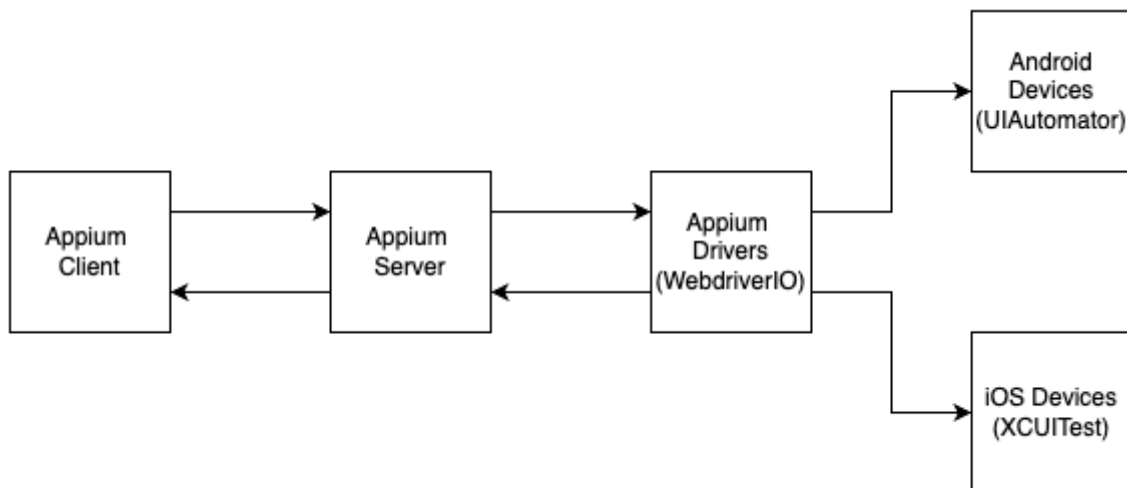 Appium
Client
Appium
Server
Appium
Drivers
(WebdriverIO)
Android
Devices
(UIAutomator)
iOS Devices
(XCUITest)